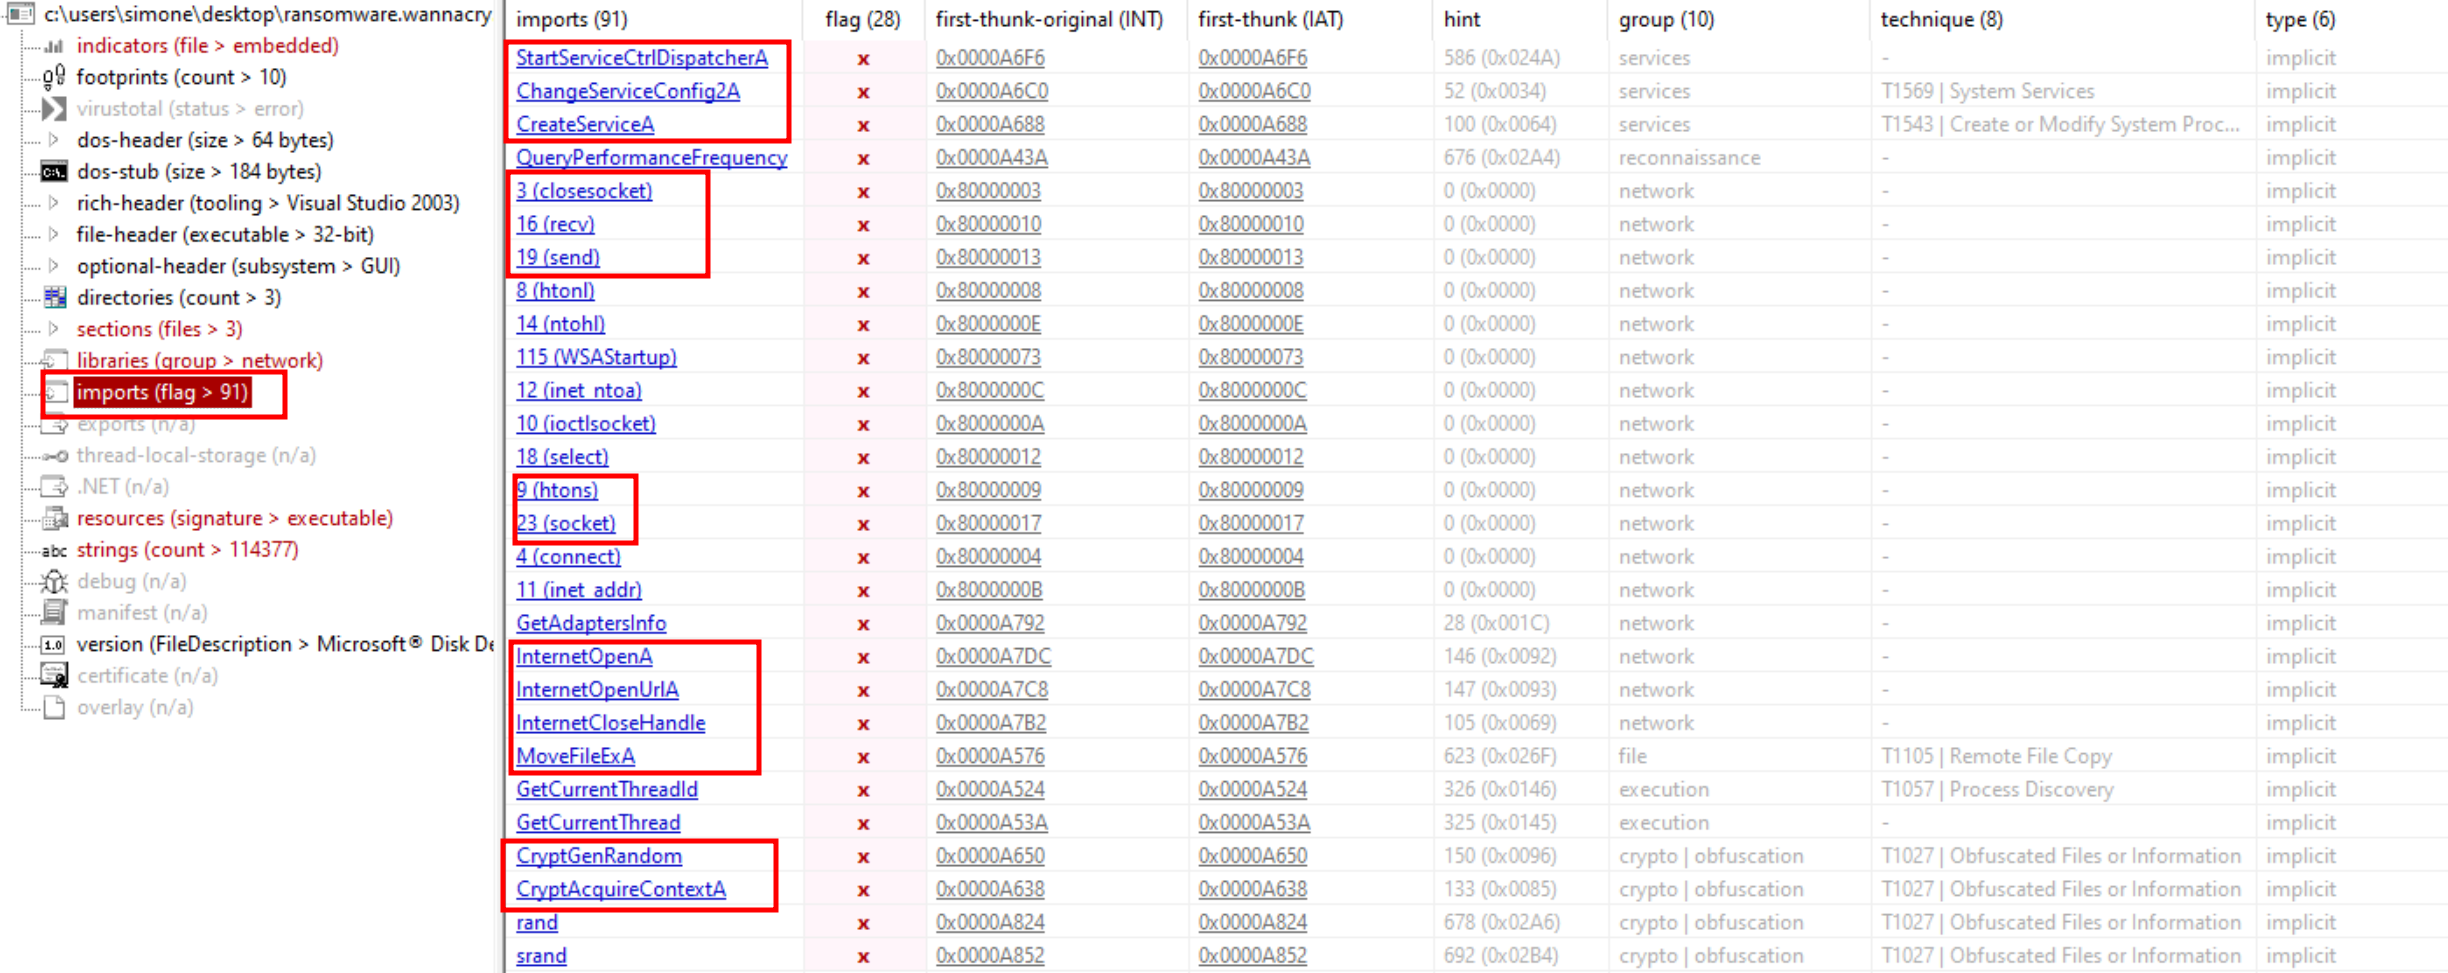 c:\users\simone\desktop\ransomware.wannacry
indicators (file > embedded)
footprints (count > 10)
virustotal (status > error)
dos-header (size > 64 bytes)
dos-stub (size > 184 bytes)
rich-header (tooling > Visual Studio 2003)
file-header (executable > 32-bit)
optional-header (subsystem > GUI)
directories (count > 3)
sections (files > 3)
libraries (group > network)
imports (flag > 91)
exports (n/a)
thread-local-storage (n/a)
.NET (n/a)
resources (signature > executable)
abc strings (count > 114377)
debug (n/a)
manifest (n/a)
1.0 version (FileDescription > Microsoft® Disk De
certificate (n/a)
overlay (n/a)
imports (91) flag (28) first-thunk-original (INT) first-thunk (IAT) hint group (10) technique (8) type (6)
StartServiceCtrlDispatcherA x 0x0000A6F6 0x0000A6F6 586 (0x024A) services - implicit
ChangeServiceConfig2A x 0x0000A6C0 0x0000A6C0 52 (0x0034) services T1569 | System Services implicit
CreateServiceA x 0x0000A688 0x0000A688 100 (0x0064) services T1543 | Create or Modify System Proc... implicit
QueryPerformanceFrequency x 0x0000A43A 0x0000A43A 676 (0x02A4) reconnaissance - implicit
3 (closesocket) x 0x80000003 0x80000003 0 (0x0000) network - implicit
16 (recv) x 0x80000010 0x80000010 0 (0x0000) network - implicit
19 (send) x 0x80000013 0x80000013 0 (0x0000) network - implicit
8 (htonl) x 0x80000008 0x80000008 0 (0x0000) network - implicit
14 (ntohl) x 0x8000000E 0x8000000E 0 (0x0000) network - implicit
115 (WSAStartup) x 0x80000073 0x80000073 0 (0x0000) network - implicit
12 (inet_ntoa) x 0x8000000C 0x8000000C 0 (0x0000) network - implicit
10 (ioctlsocket) x 0x8000000A 0x8000000A 0 (0x0000) network - implicit
18 (select) x 0x80000012 0x80000012 0 (0x0000) network - implicit
9 (htons) x 0x80000009 0x80000009 0 (0x0000) network - implicit
23 (socket) x 0x80000017 0x80000017 0 (0x0000) network - implicit
4 (connect) x 0x80000004 0x80000004 0 (0x0000) network - implicit
11 (inet_addr) x 0x8000000B 0x8000000B 0 (0x0000) network - implicit
GetAdaptersInfo x 0x0000A792 0x0000A792 28 (0x001C) network - implicit
InternetOpenA x 0x0000A7DC 0x0000A7DC 146 (0x0092) network - implicit
InternetOpenUrlA x 0x0000A7C8 0x0000A7C8 147 (0x0093) network - implicit
InternetCloseHandle x 0x0000A7B2 0x0000A7B2 105 (0x0069) network - implicit
MoveFileExA x 0x0000A576 0x0000A576 623 (0x026F) file T1105 | Remote File Copy implicit
GetCurrentThreadId x 0x0000A524 0x0000A524 326 (0x0146) execution T1057 | Process Discovery implicit
GetCurrentThread x 0x0000A53A 0x0000A53A 325 (0x0145) execution - implicit
CryptGenRandom x 0x0000A650 0x0000A650 150 (0x0096) crypto | obfuscation T1027 | Obfuscated Files or Information implicit
CryptAcquireContextA x 0x0000A638 0x0000A638 133 (0x0085) crypto | obfuscation T1027 | Obfuscated Files or Information implicit
rand x 0x0000A824 0x0000A824 678 (0x02A6) crypto | obfuscation T1027 | Obfuscated Files or Information implicit
srand x 0x0000A852 0x0000A852 692 (0x02B4) crypto | obfuscation T1027 | Obfuscated Files or Information implicit